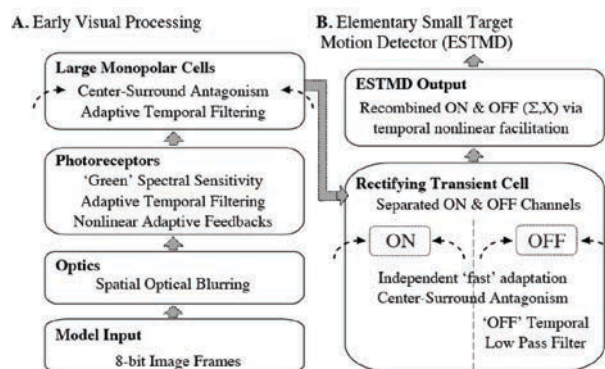 A. Early Visual Processing
Large Monopolar Cells
Center-Surround Antagonism
Adaptive Temporal Filtering
Photoreceptors
‘Green’ Spectral Sensitivity
Adaptive Temporal Filtering
Nonlinear Adaptive Feedbacks
Optics
Spatial Optical Blurring
Model Input
8-bit Image Frames
B. Elementary Small Target
Motion Detector (ESTMD)
ESTMD Output
Recombined ON & OFF (Σ,X) via
temporal nonlinear facilitation
Rectifying Transient Cell
Separated ON & OFF Channels
ON
OFF
Independent ‘fast’ adaptation
Center-Surround Antagonism
‘OFF’ Temporal
Low Pass Filter